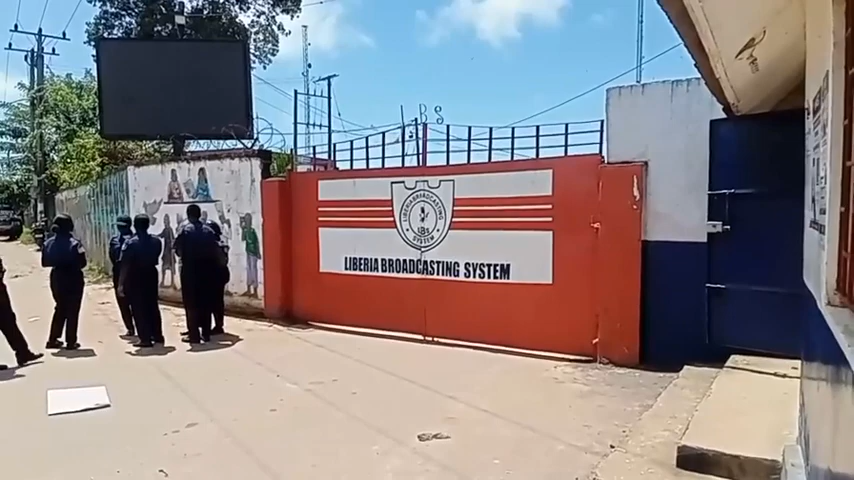 LIBERIA BROADCASTING
LBS
SYSTEM
LIBERIA BROADCASTING SYSTEM